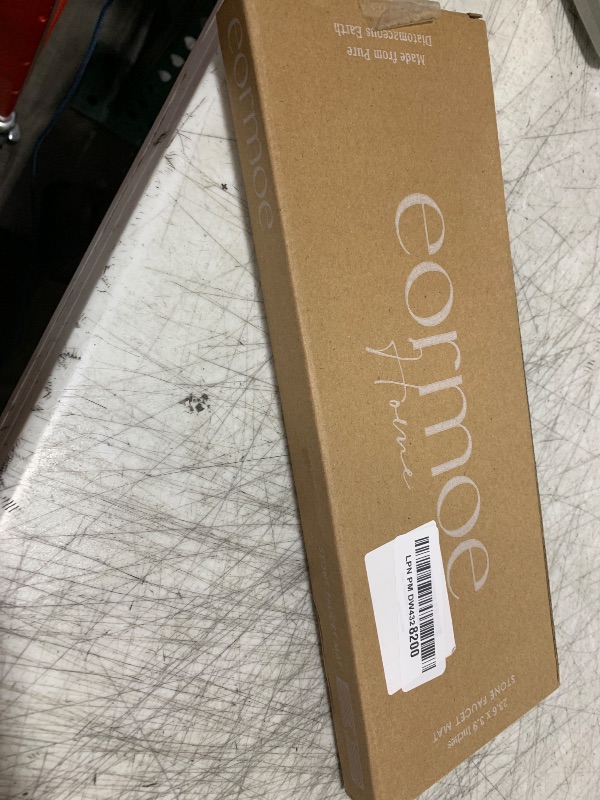 eormoe
Made from Pure
Diatomaceous Earth
eormoe
Home
LPN PM DW4328200
23.6 x 3.9 inches
STONE FAUCET MAT